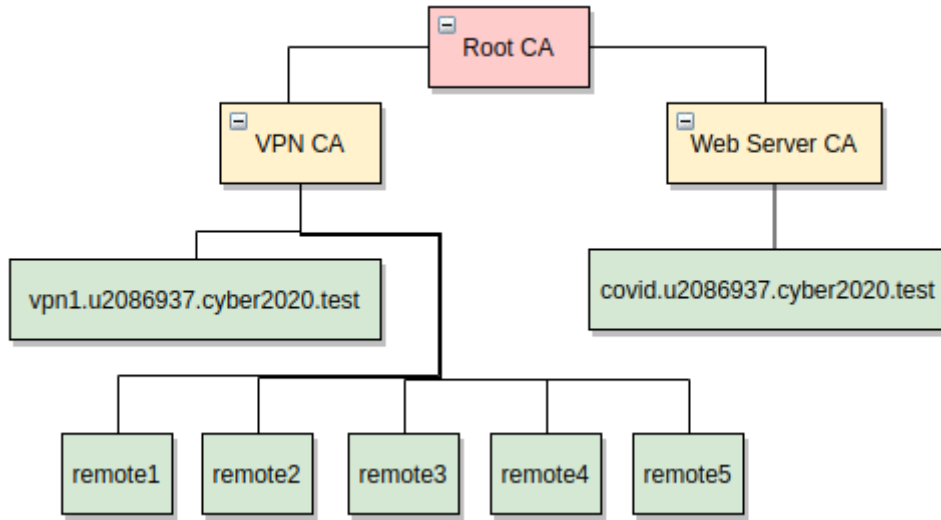 Root CA
VPN CA
Web Server CA
vpn1.u2086937.cyber2020.test
covid.u2086937.cyber2020.test
remote1
remote2
remote3
remote4
remote5